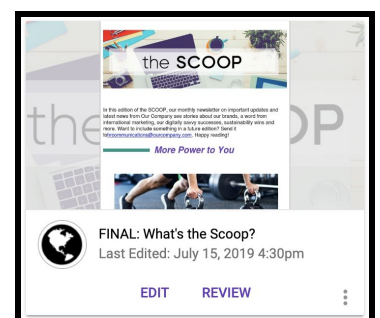 the SCOOP
In this edition of the SCOOP, our monthly newsletter on important updates and
latest news from Our Company see stories about our brands, a word from
international marketing, our digitally savvy successes, sustainability wins and
more. Want to include something in a future edition? Send it
tohrcommunications@ourcompany.com. Happy reading!
More Power to You
the
OP
FINAL: What's the Scoop?
Last Edited: July 15, 2019 4:30pm
EDIT REVIEW